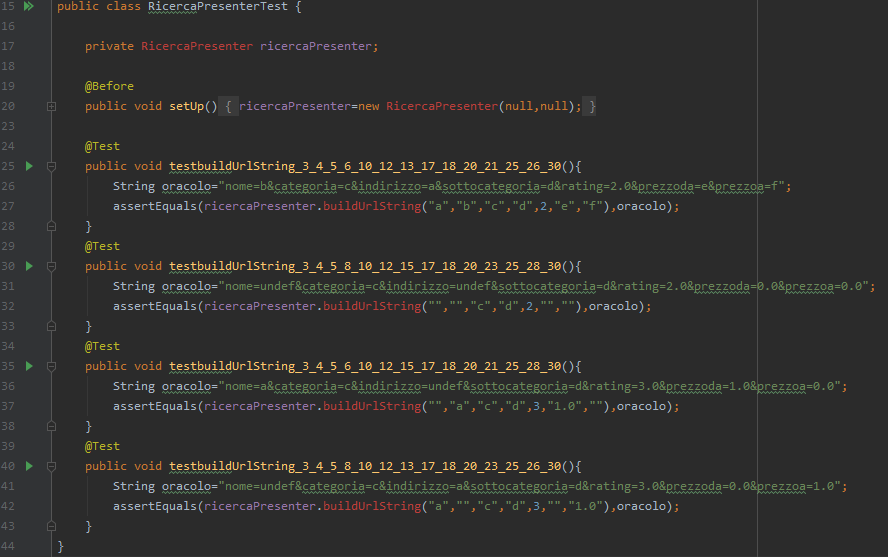 15 public class RicercaPresenterTest {
16
17 private RicercaPresenter ricercaPresenter;
18
19 @Before
20 public void setUp() { ricercaPresenter=new RicercaPresenter(null,null); }
23
24 @Test
25 public void testbuildUrlString_3_4_5_6_10_12_13_17_18_20_21_25_26_30(){
26 String oracolo="nome=b&categoria=c&indirizzo=a&sottocategoria=d&rating=2.0&prezzoda=e&prezzoa=f";
27 assertEquals(ricercaPresenter.buildUrlString("a","b","c","d",2,"e","f"),oracolo);
28 }
29 @Test
30 public void testbuildUrlString_3_4_5_8_10_12_15_17_18_20_23_25_28_30(){
31 String oracolo="nome=undef&categoria=c&indirizzo=undef&sottocategoria=d&rating=2.0&prezzoda=0.0&prezzoa=0.0";
32 assertEquals(ricercaPresenter.buildUrlString("","","c","d",2,"",""),oracolo);
33 }
34 @Test
35 public void testbuildUrlString_3_4_5_6_10_12_15_17_18_20_21_25_28_30(){
36 String oracolo="nome=a&categoria=c&indirizzo=undef&sottocategoria=d&rating=3.0&prezzoda=1.0&prezzoa=0.0";
37 assertEquals(ricercaPresenter.buildUrlString("","a","c","d",3,"1.0",""),oracolo);
38 }
39 @Test
40 public void testbuildUrlString_3_4_5_8_10_12_13_17_18_20_23_25_26_30(){
41 String oracolo="nome=undef&categoria=c&indirizzo=a&sottocategoria=d&rating=3.0&prezzoda=0.0&prezzoa=1.0";
42 assertEquals(ricercaPresenter.buildUrlString("a","","c","d",3,"","1.0"),oracolo);
43 }
44 }